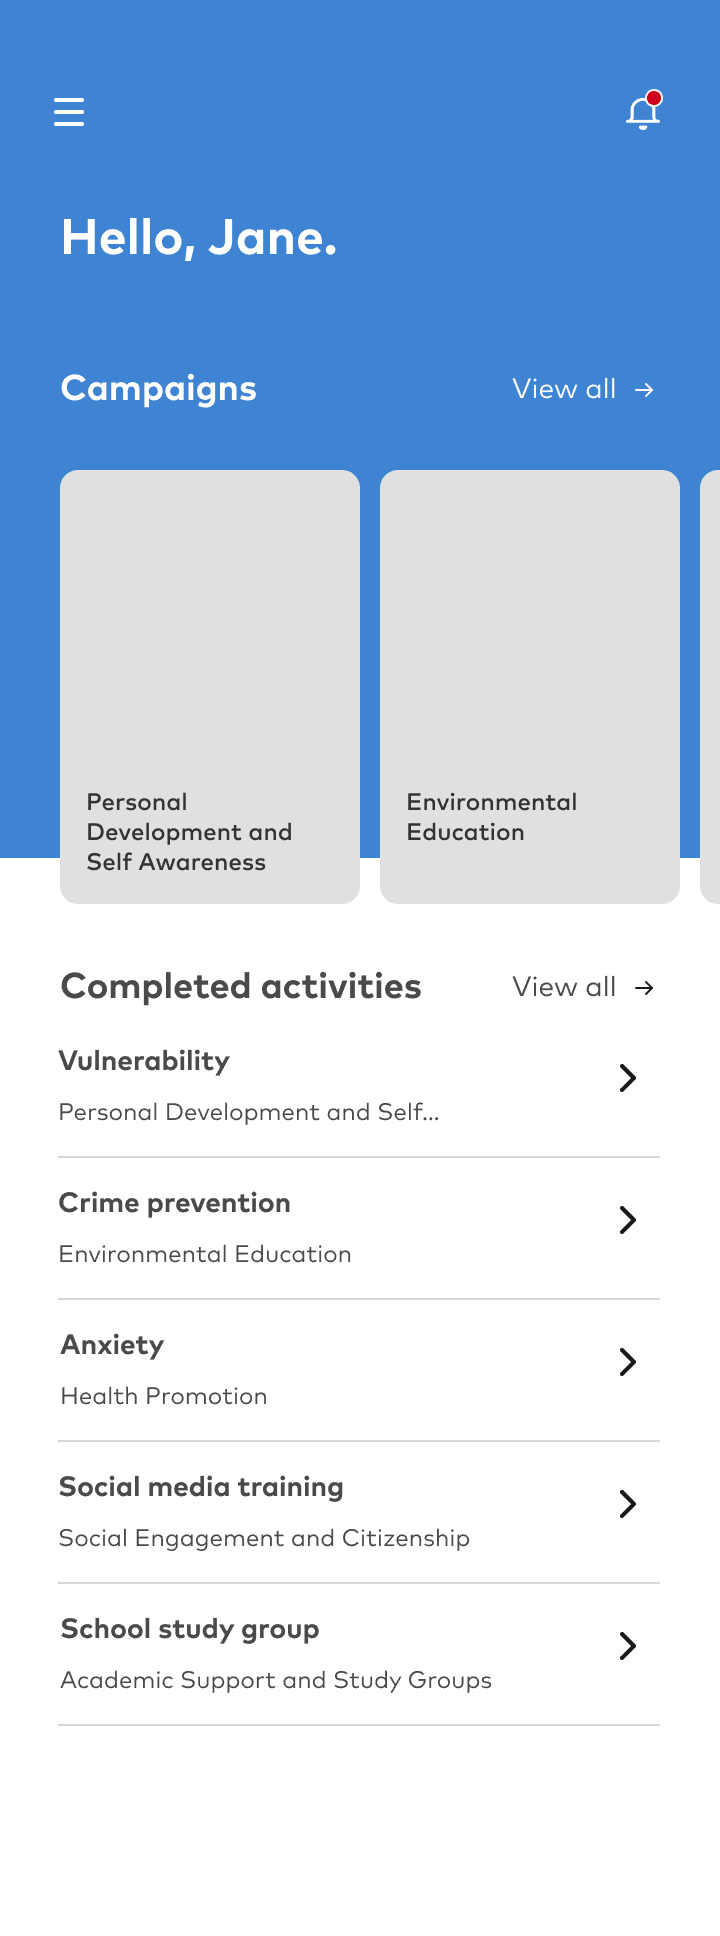 Hello, Jane.
Campaigns
View all
Personal
Development and
Self Awareness
Environmental
Education
Completed activities
View all
Vulnerability
Personal Development and Self...
Crime prevention
Environmental Education
Anxiety
Health Promotion
Social media training
Social Engagement and Citizenship
School study group
Academic Support and Study Groups